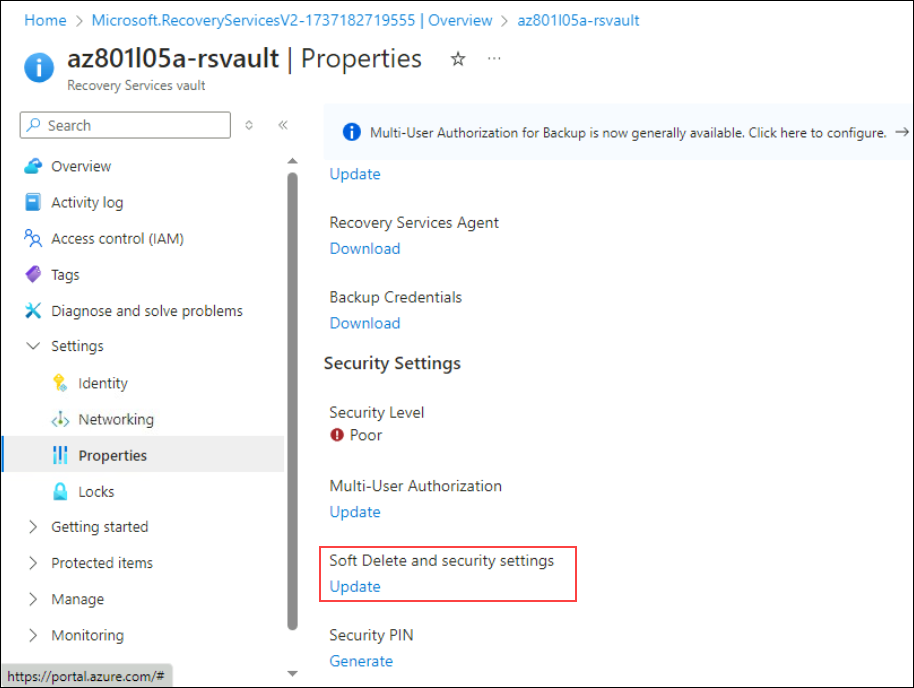 Home > Microsoft.RecoveryServicesV2-1737182719555 | Overview > az801l05a-rsvault
az801l05a-rsvault | Properties
Recovery Services vault
Search
Overview
Activity log
Access control (IAM)
Tags
Diagnose and solve problems
Settings
Identity
Networking
Properties
Locks
Getting started
Protected items
Manage
Monitoring
https://portal.azure.com/#
Multi-User Authorization for Backup is now generally available. Click here to configure. →
Update
Recovery Services Agent
Download
Backup Credentials
Download
Security Settings
Security Level
Poor
Multi-User Authorization
Update
Soft Delete and security settings
Update
Security PIN
Generate